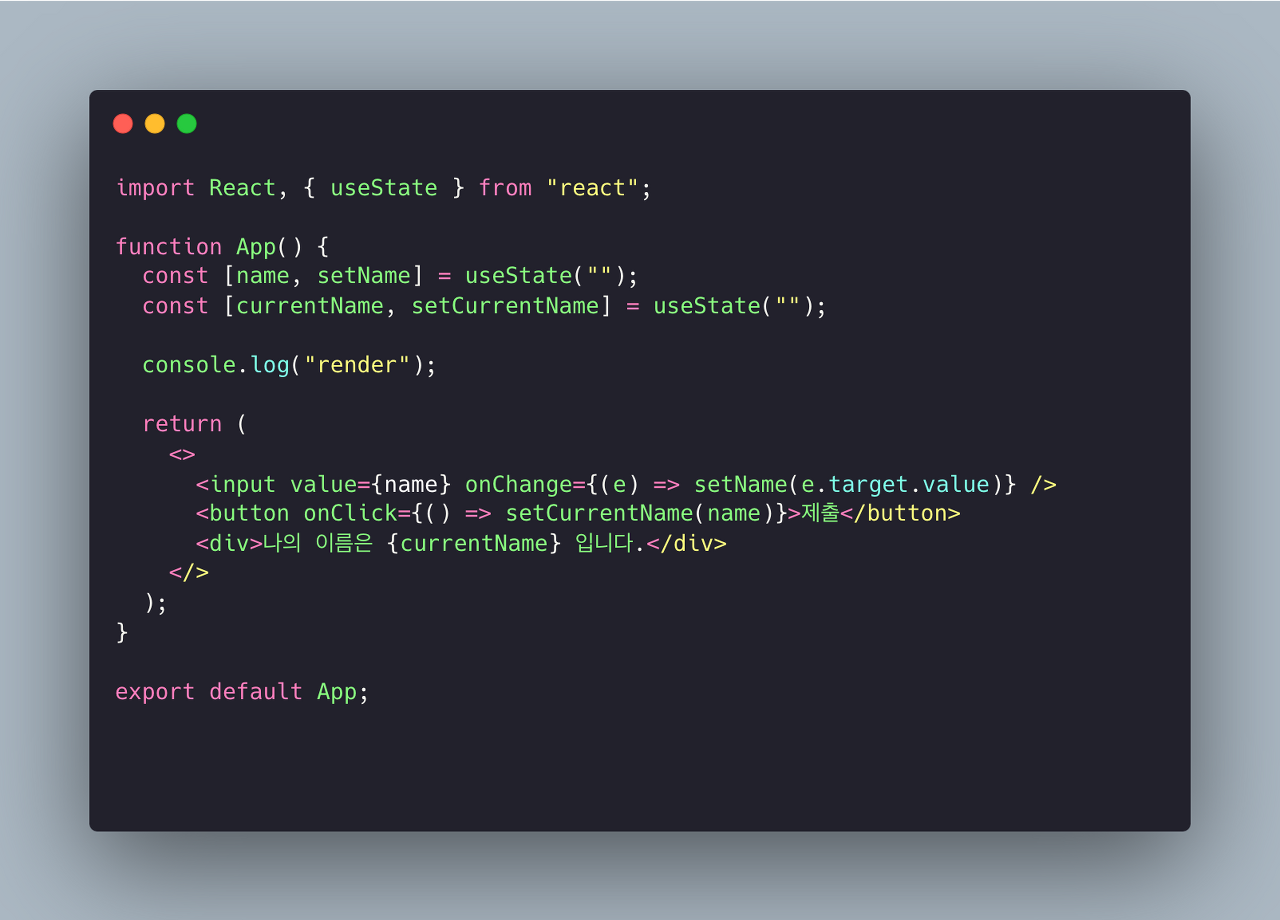 import React, { useState } from "react";
function App() {
const [name, setName] = useState("");
const [currentName, setCurrentName] = useState("");
console.log("render");
return (
<>
<input value={name} onChange={(e) => setName(e.target.value)} />
<button onClick={() => setCurrentName(name)}>제출</button>
<div>나의 이름은 {currentName} 입니다.</div>
</>
);
}
export default App;